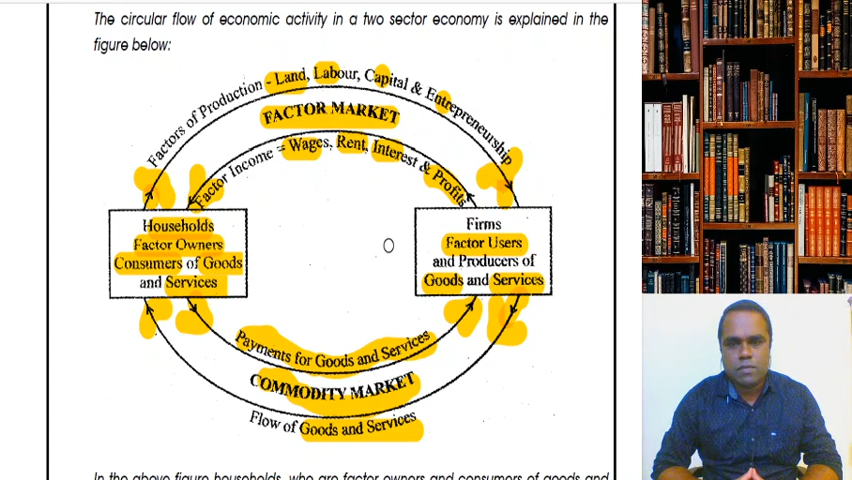 The circular flow of economic activity in a two sector economy is explained in the
figure below:
Factors of Production - Land, Labour, Capital & Entrepreneurship
FACTOR MARKET
Factor Income = Wages, Rent, Interest & Profits
Households
Factor Owners
Consumers of Goods
and Services
Firms
Factor Users
and Producers of
Goods and Services
Payments for Goods and Services
COMMODITY MARKET
Flow of Goods and Services
In the above figure households, who are factor owners and consumers of goods and